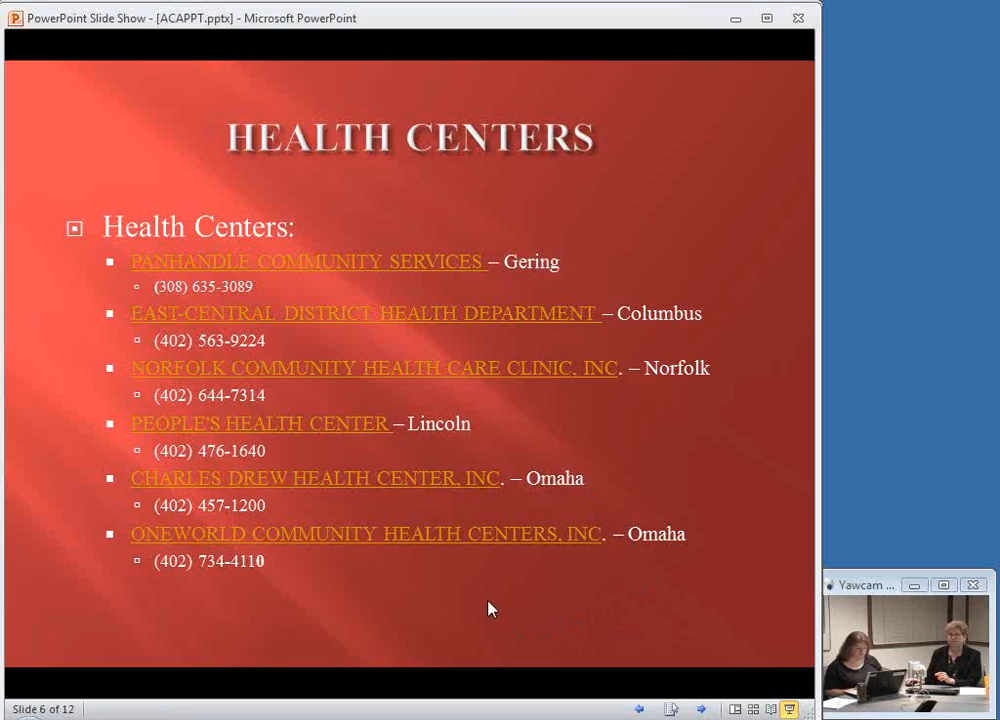 PowerPoint Slide Show - [ACAPPT.pptx] - Microsoft PowerPoint
HEALTH CENTERS
Health Centers:
PANHANDLE COMMUNITY SERVICES – Gering
(308) 635-3089
EAST-CENTRAL DISTRICT HEALTH DEPARTMENT – Columbus
(402) 563-9224
NORFOLK COMMUNITY HEALTH CARE CLINIC, INC. – Norfolk
(402) 644-7314
PEOPLE'S HEALTH CENTER – Lincoln
(402) 476-1640
CHARLES DREW HEALTH CENTER, INC. – Omaha
(402) 457-1200
ONEWORLD COMMUNITY HEALTH CENTERS, INC. – Omaha
(402) 734-4110
Yawcam ...
Slide 6 of 12